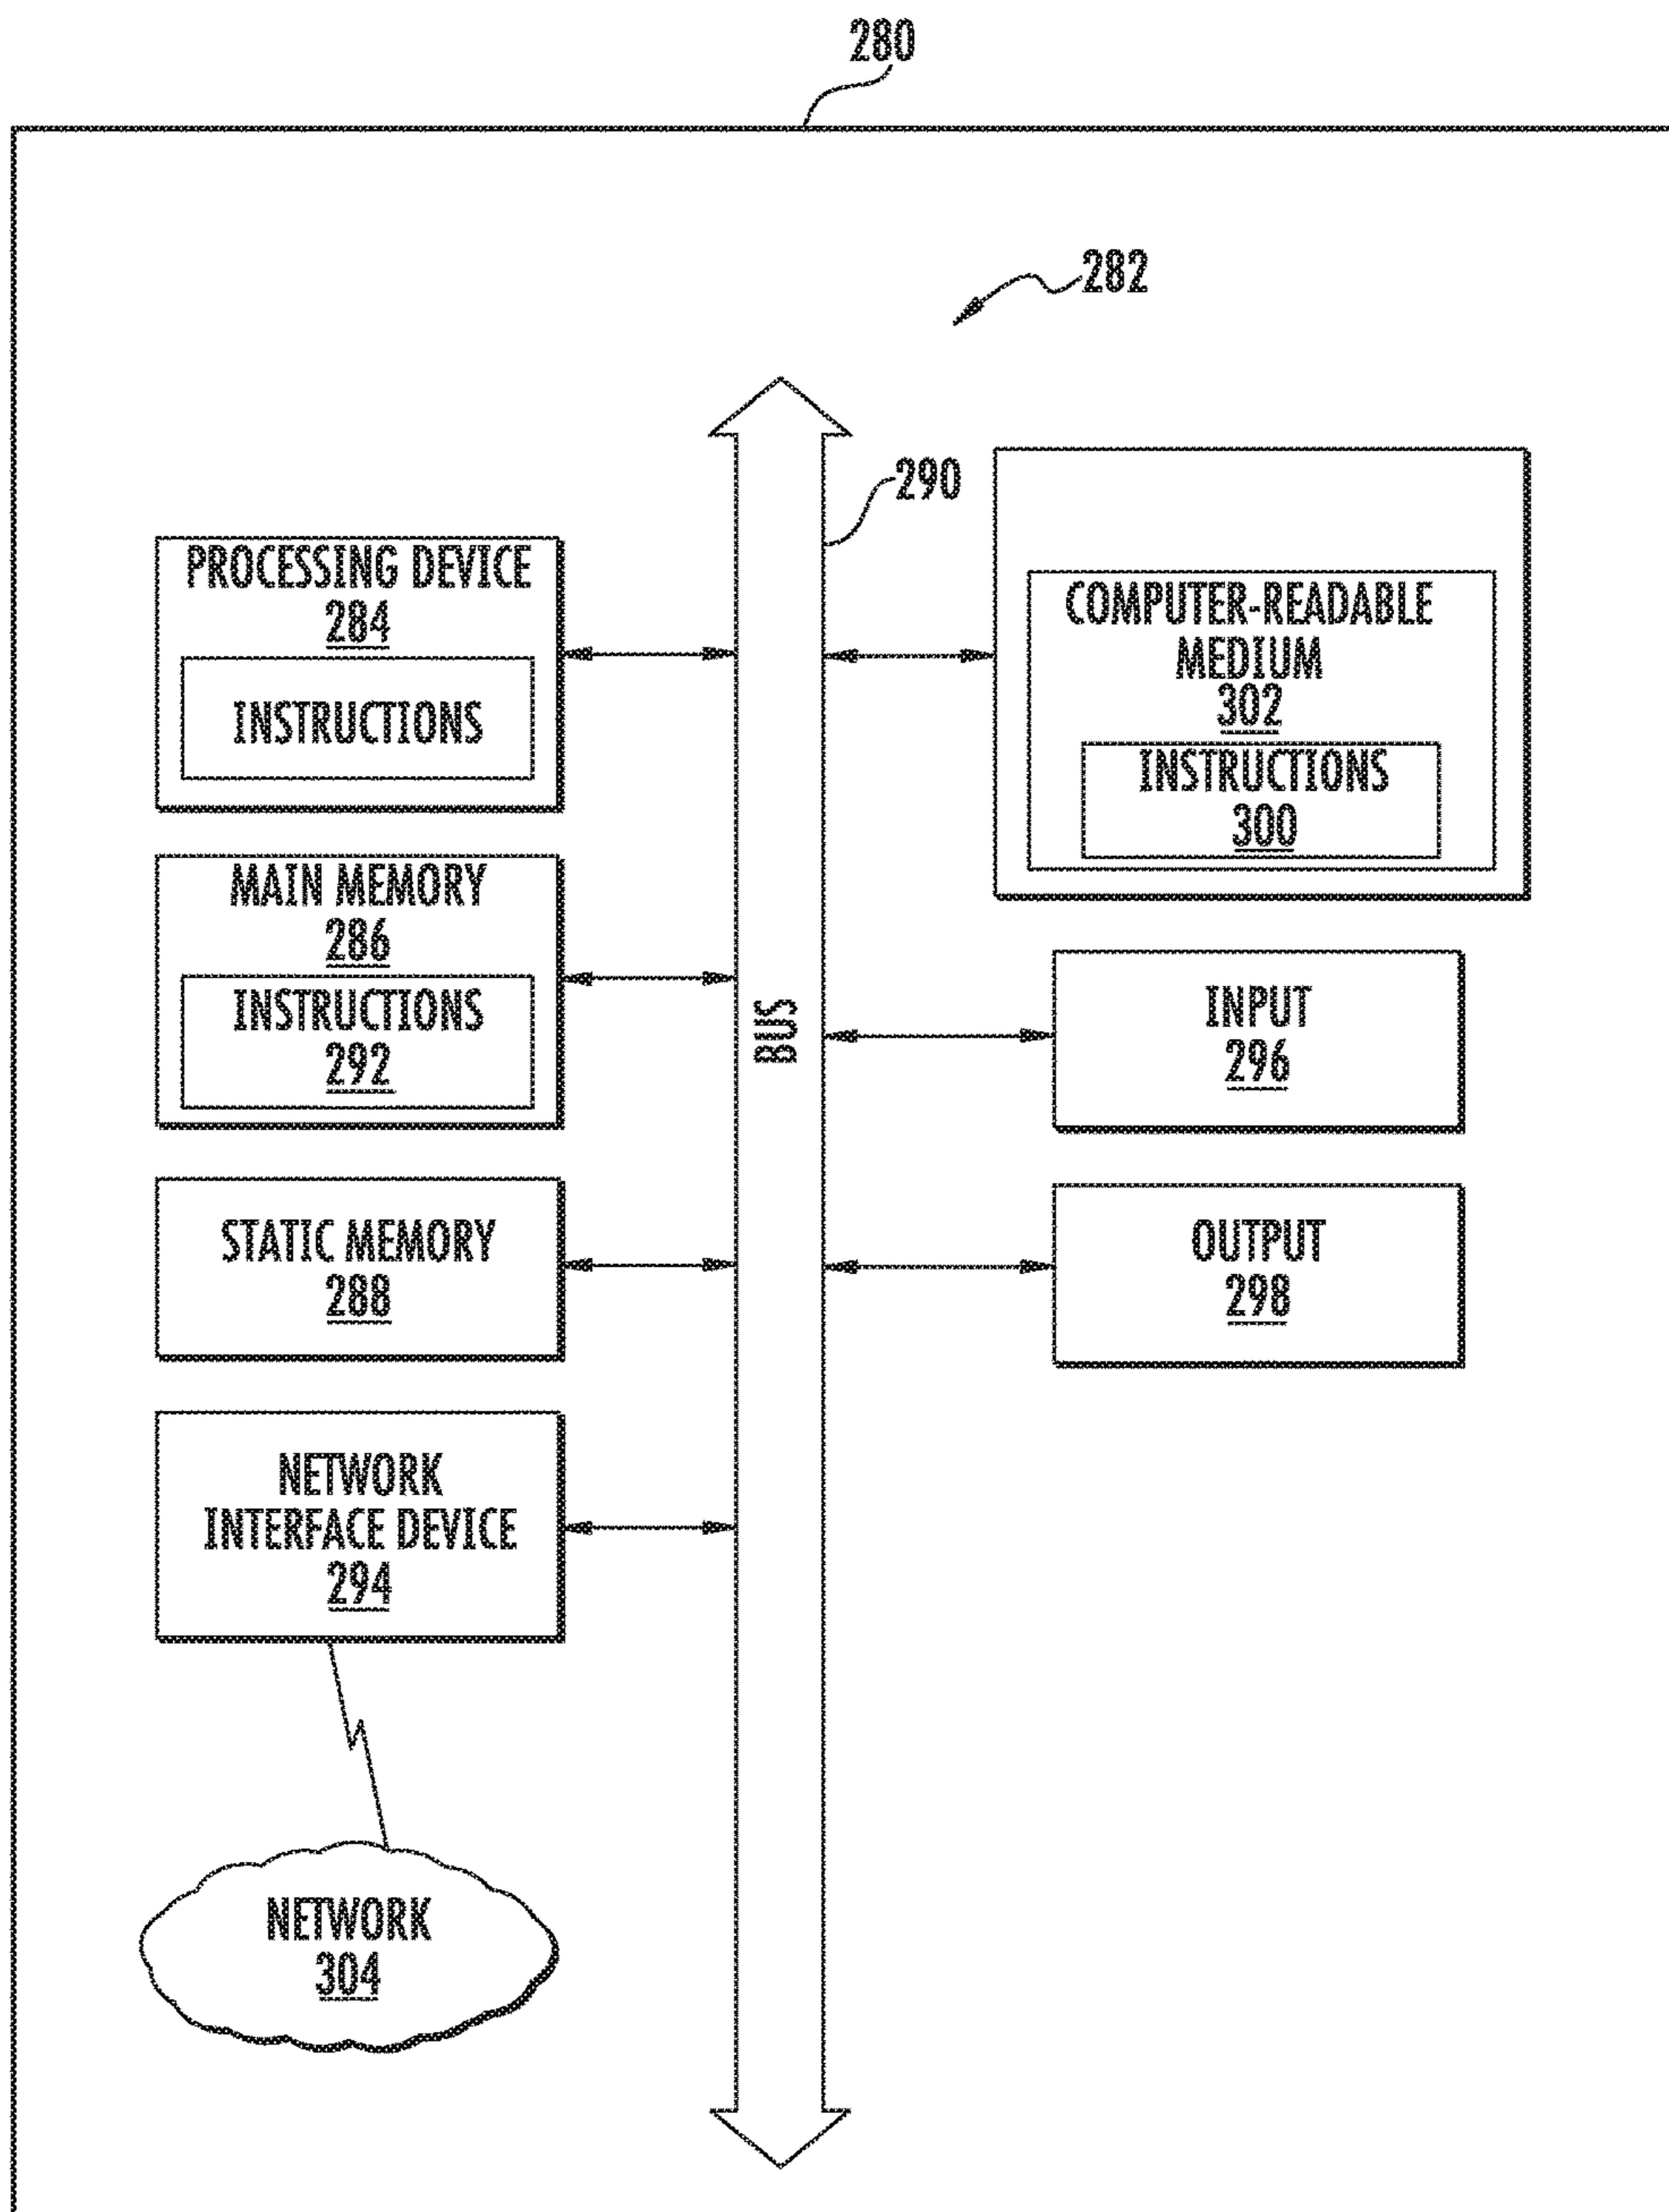 280
282
290
PROCESSING DEVICE
284
INSTRUCTIONS
MAIN MEMORY
286
INSTRUCTIONS
292
STATIC MEMORY
288
NETWORK
INTERFACE DEVICE
294
NETWORK
304
BUS
COMPUTER-READABLE
MEDIUM
302
INSTRUCTIONS
300
INPUT
296
OUTPUT
298